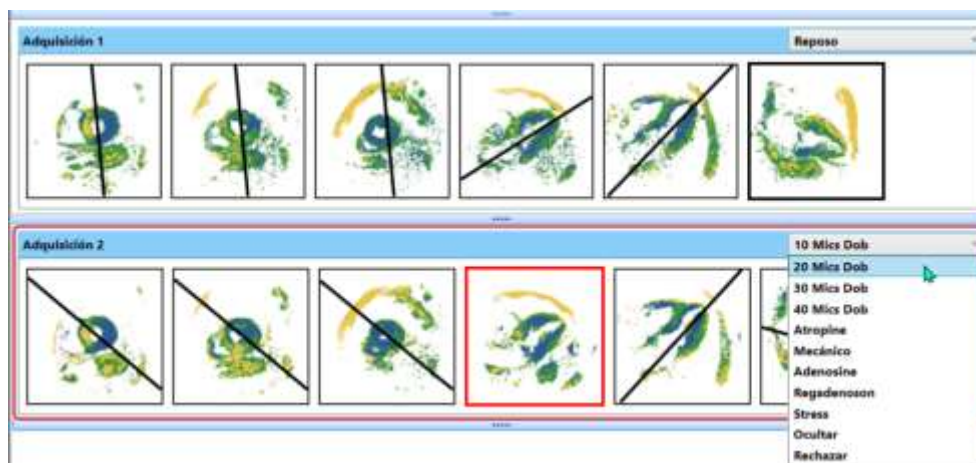 Adquisición 1
Reposo
Adquisición 2
10 Mics Dob
20 Mics Dob
30 Mics Dob
40 Mics Dob
Atropine
Mecánico
Adenosine
Regadenoson
Stress
Ocultar
Rechazar